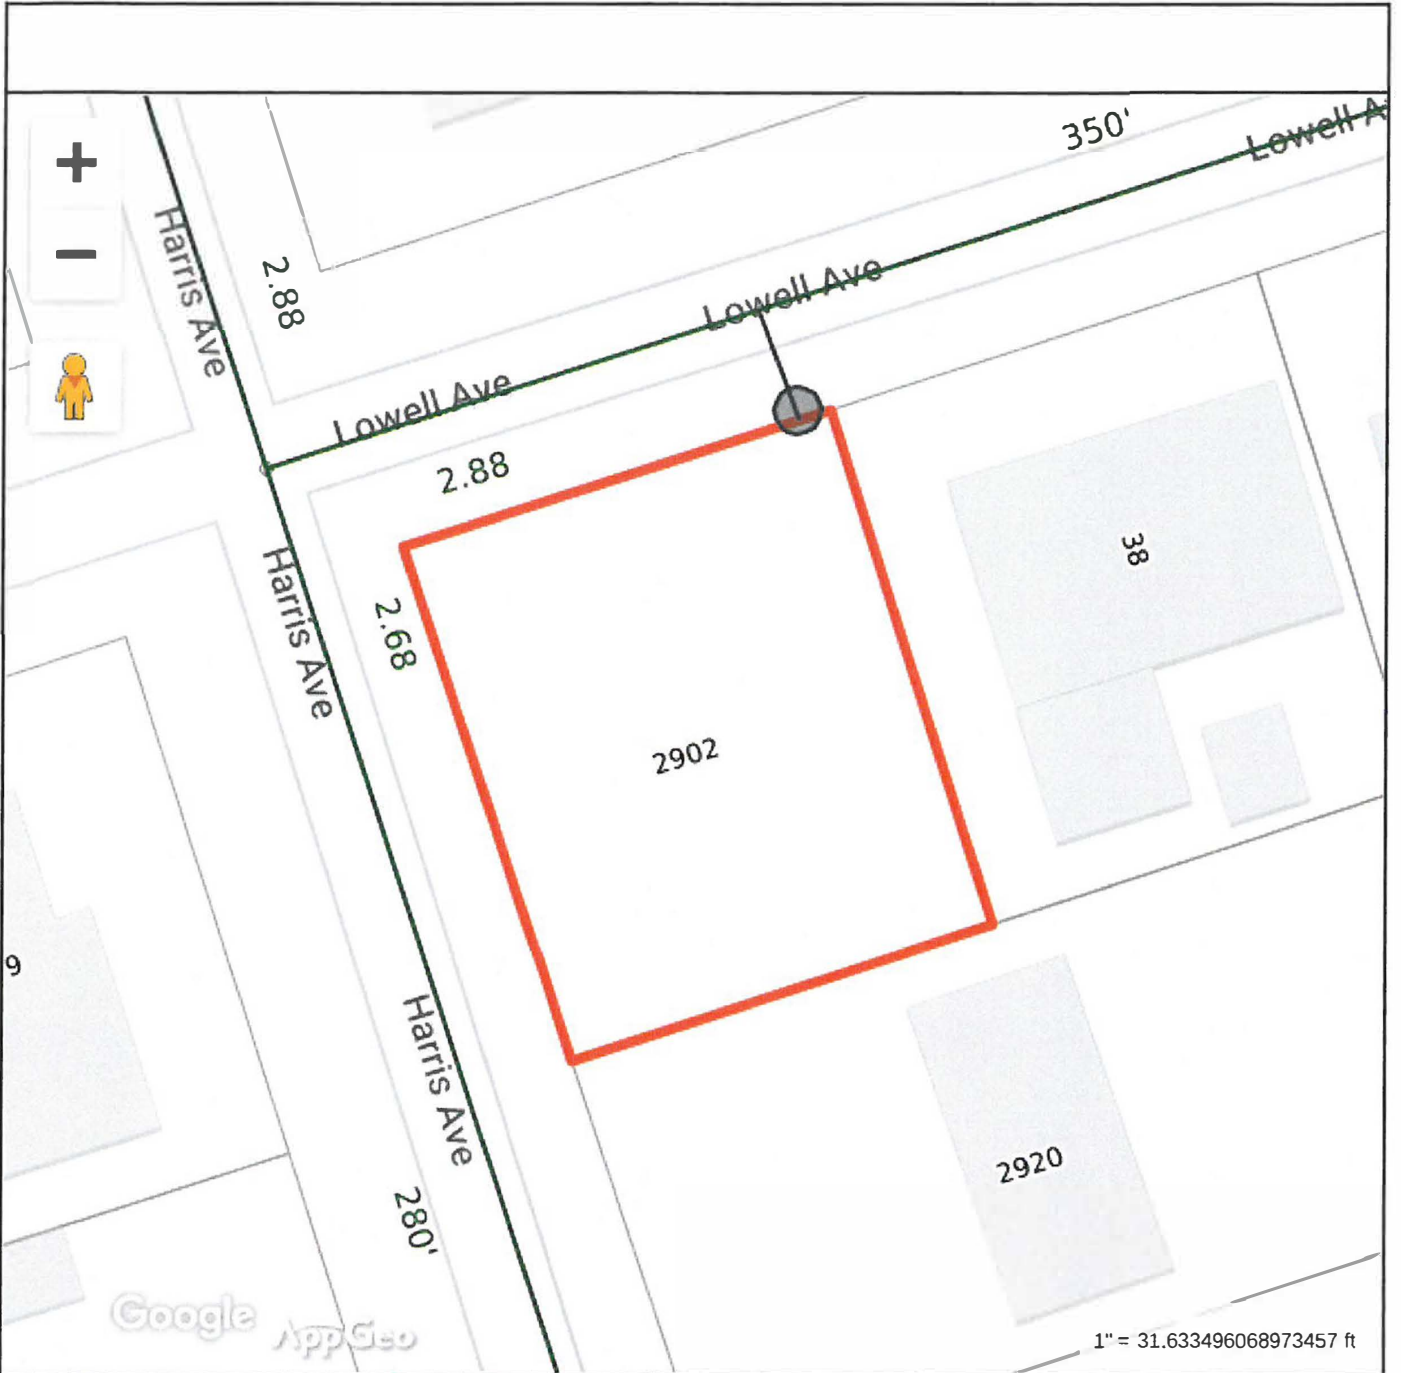 350'
Lowell A
+
Harris Ave
−
2.88
Lowell Ave
Lowell Ave
2.88
Harris Ave
38
2.68
2902
9
Harris Ave
2920
280'
Google
AppGeo
1" = 31.633496068973457 ft